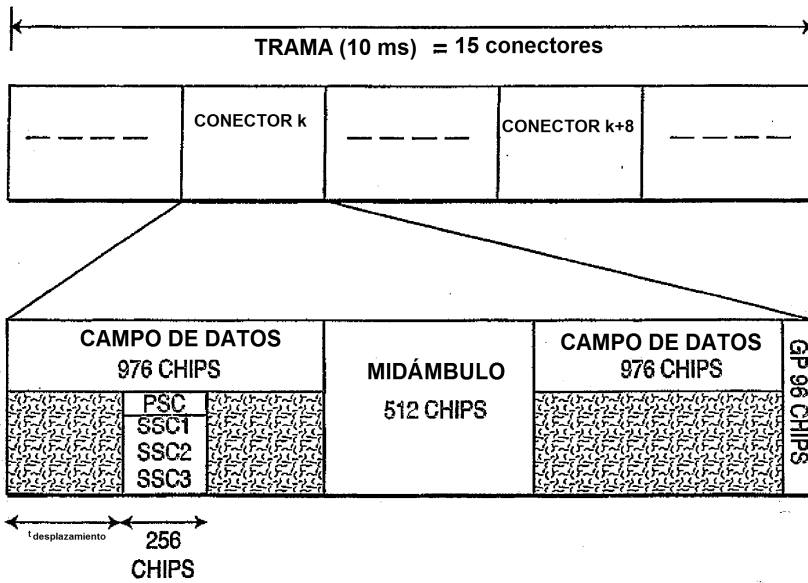 TRAMA (10 ms) = 15 conectores
CONECTOR k
CONECTOR k+8
CAMPO DE DATOS
976 CHIPS
MIDÁMBULO
512 CHIPS
CAMPO DE DATOS
976 CHIPS
GP 96 CHIPS
PSC
SSC1
SSC2
SSC3
t desplazamiento
256
CHIPS